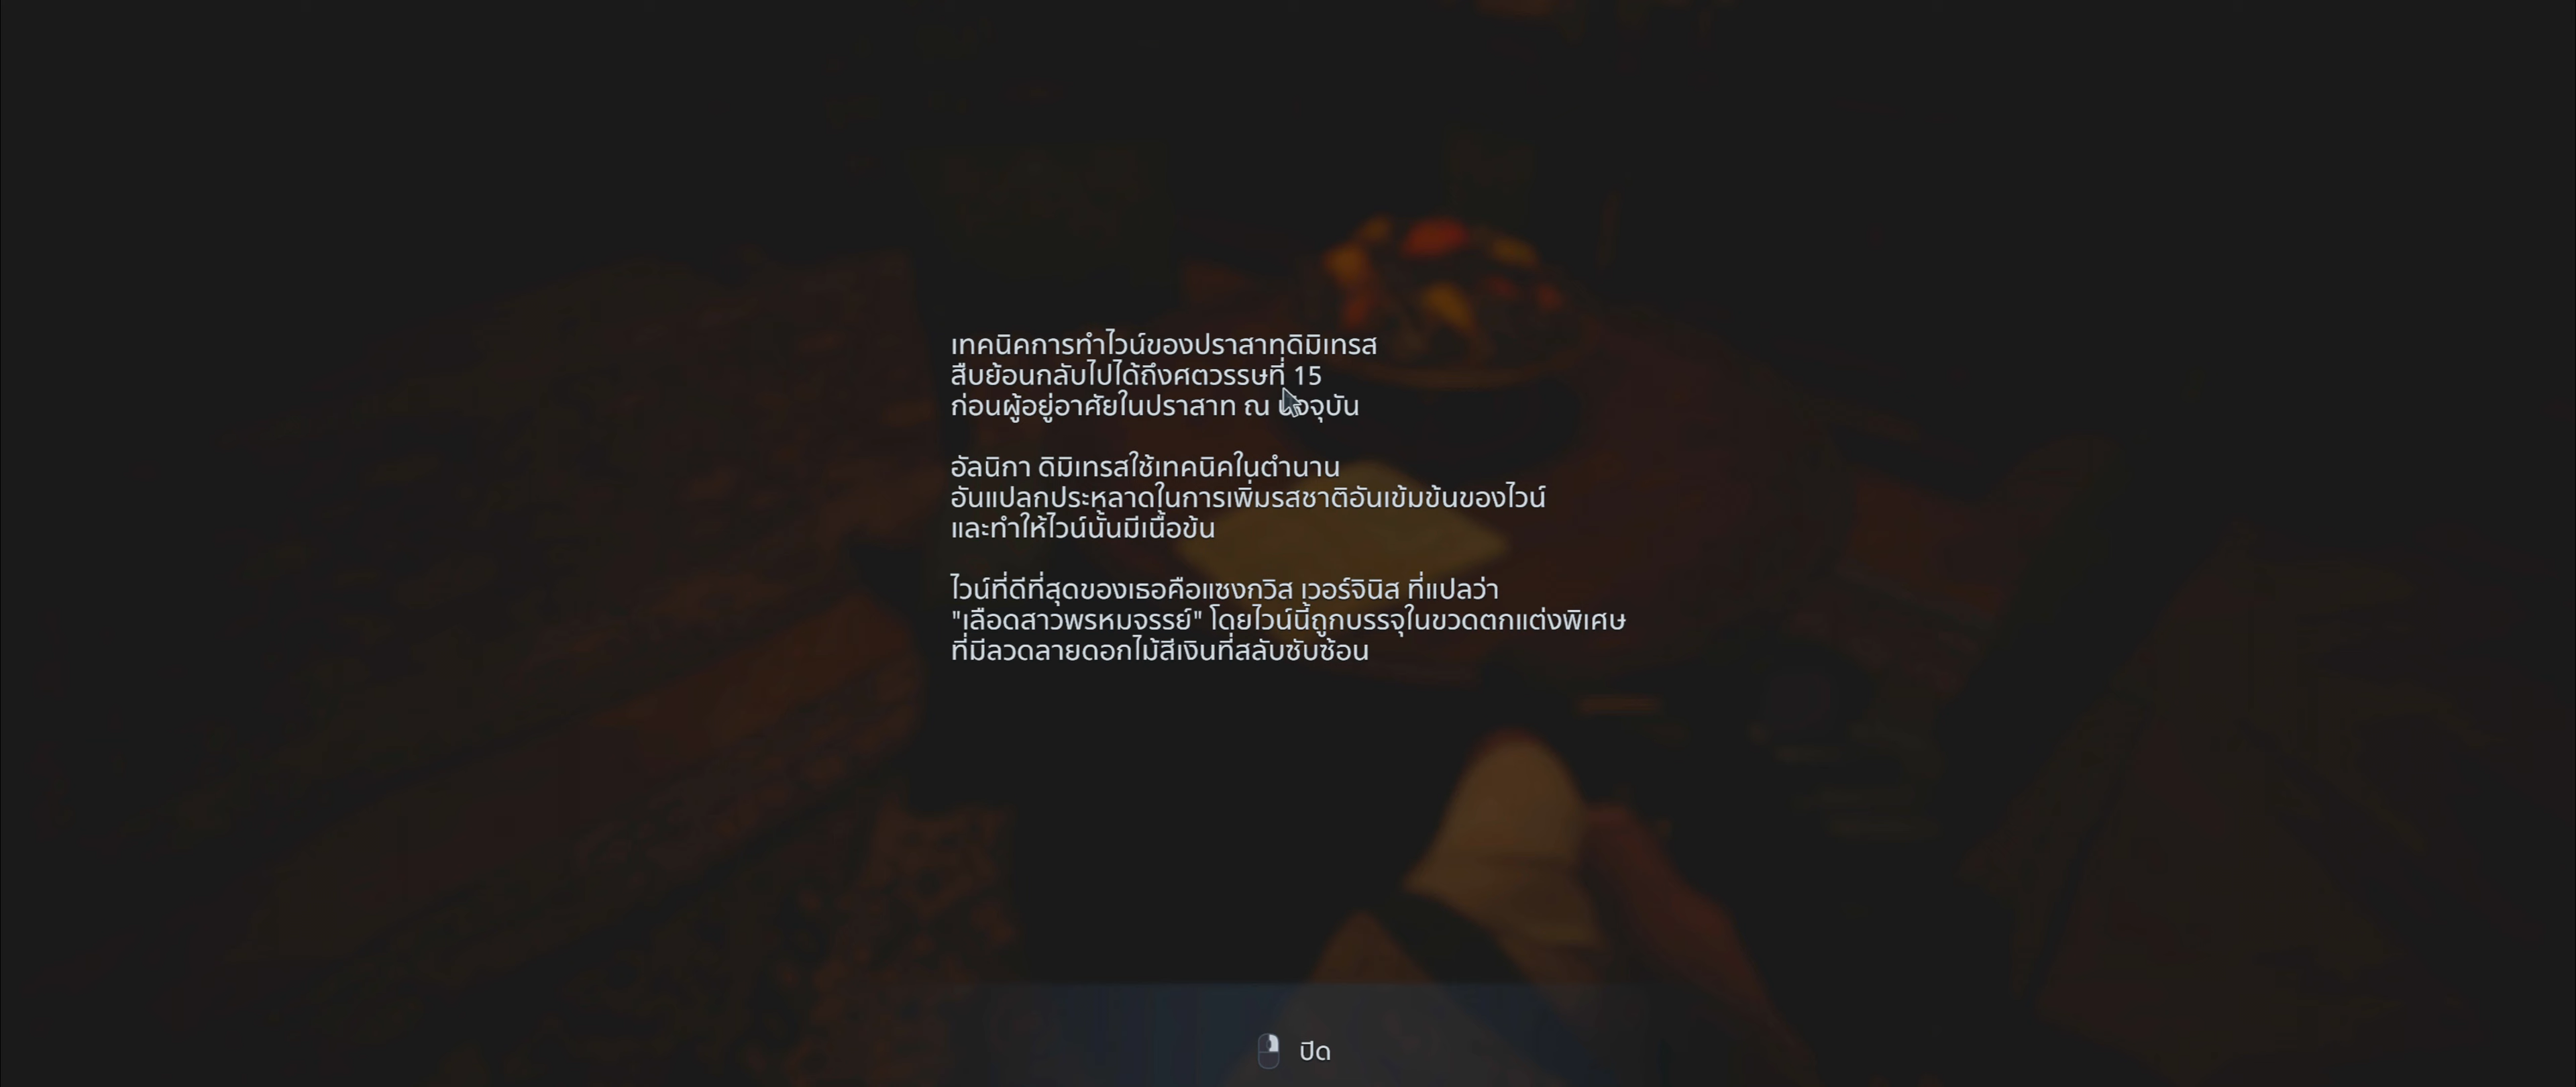 เทคนิคการทำไวน์ของปราสาทดิมิเทรส
สืบย้อนกลับไปได้ถึงศตวรรษที่ 15
ก่อนผู้อยู่อาศัยในปราสาท ณ ปัจจุบัน
อัลนิกา ดิมิเทรสใช้เทคนิคในตำนาน
อันแปลกประหลาดในการเพิ่มรสชาติอันเข้มข้นของไวน์
และทำให้ไวน์นั้นมีเนื้อข้น
ไวน์ที่ดีที่สุดของเธอคือแซงกวิส เวอร์จินิส ที่แปลว่า
"เลือดสาวพรหมจรรย์" โดยไวน์นี้ถูกบรรจุในขวดตกแต่งพิเศษ
ที่มีลวดลายดอกไม้สีเงินที่สลับซับซ้อน
ปิด